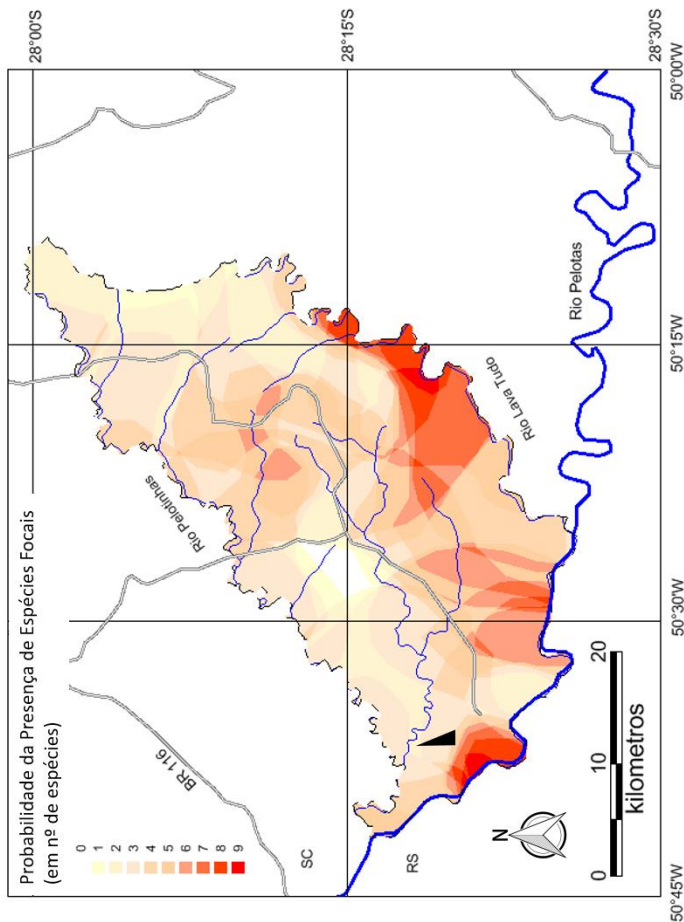 Probabilidade da Presença de Espécies Focais
(em nº de espécies)
0
1
2
3
4
5
6
7
8
9
BR 116
SC
RS
N
0 10 20
kilometros
Rio Pelotinhas
Rio Lava Tudo
Rio Pelotas
28°00'S
28°15'S
28°30'S
50°45'W
50°30'W
50°15'W
50°00'W